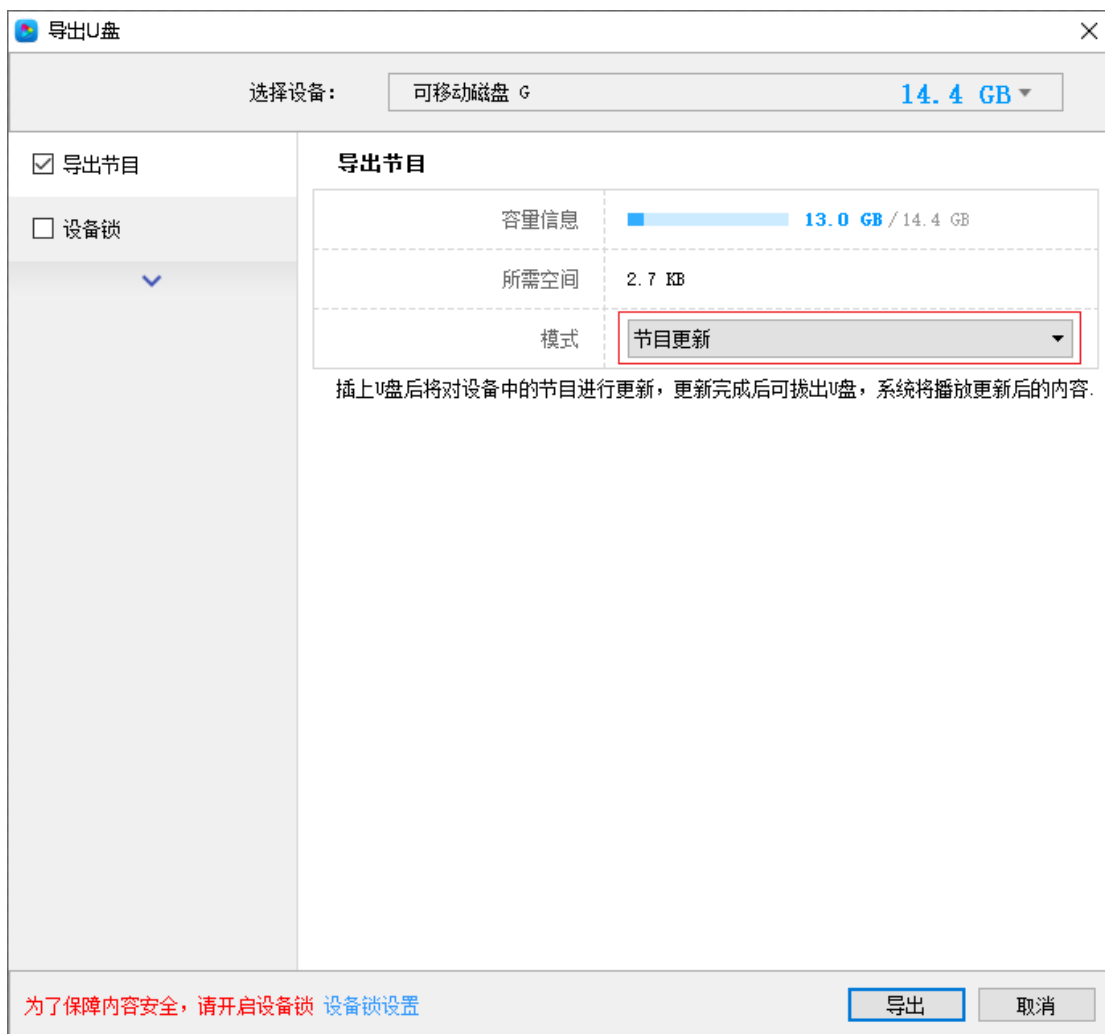 导出U盘
选择设备: 可移动磁盘 G 14.4 GB
导出节目
设备锁
导出节目
容量信息 13.0 GB/14.4 GB
所需空间 2.7 KB
模式 节目更新
插上U盘后将对设备中的节目进行更新，更新完成后可拔出U盘，系统将播放更新后的内容.
为了保障内容安全，请开启设备锁 设备锁设置 导出 取消